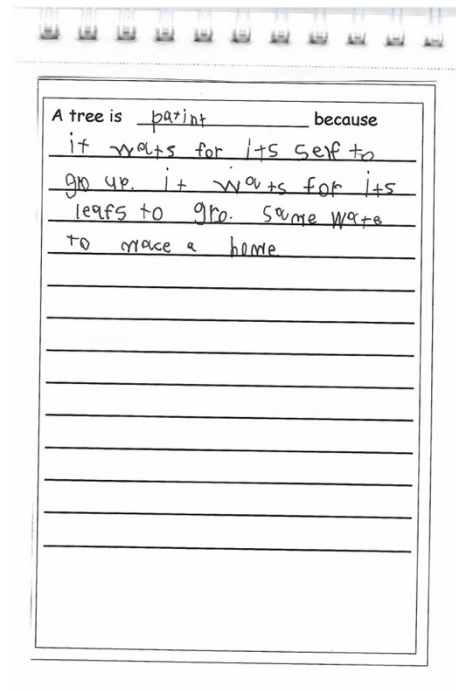 A tree is patint because
it wats for its self to
gro up. it wats for its
leafs to gro. same wate
to mace a home